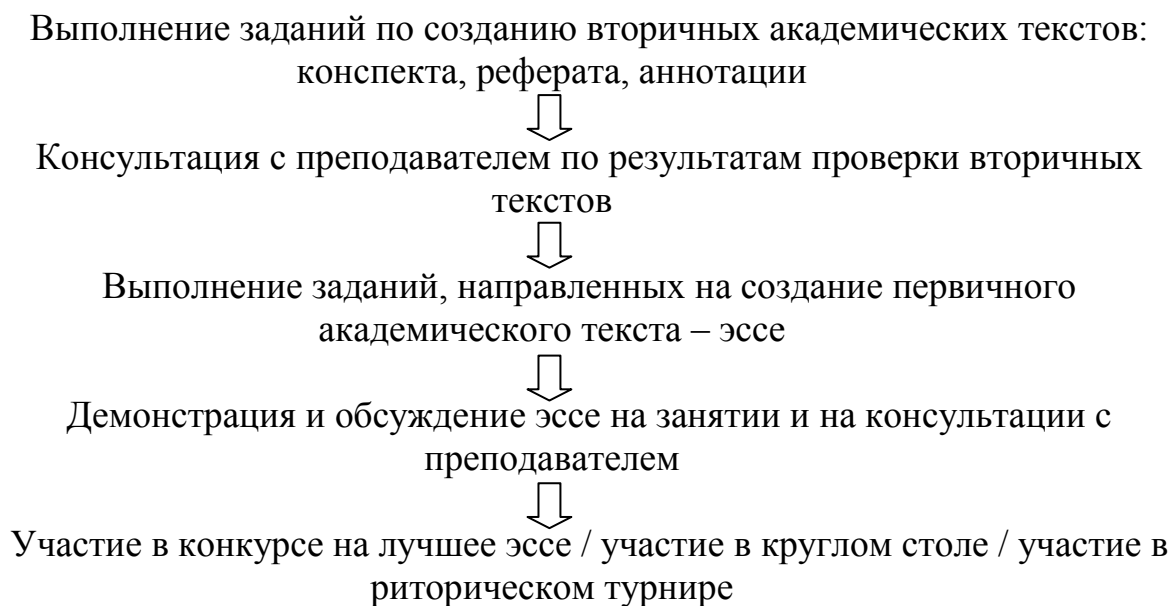 Выполнение заданий по созданию вторичных академических текстов:
конспекта, реферата, аннотации
Консультация с преподавателем по результатам проверки вторичных
текстов
Выполнение заданий, направленных на создание первичного
академического текста – эссе
Демонстрация и обсуждение эссе на занятии и на консультации с
преподавателем
Участие в конкурсе на лучшее эссе / участие в круглом столе / участие в
риторическом турнире